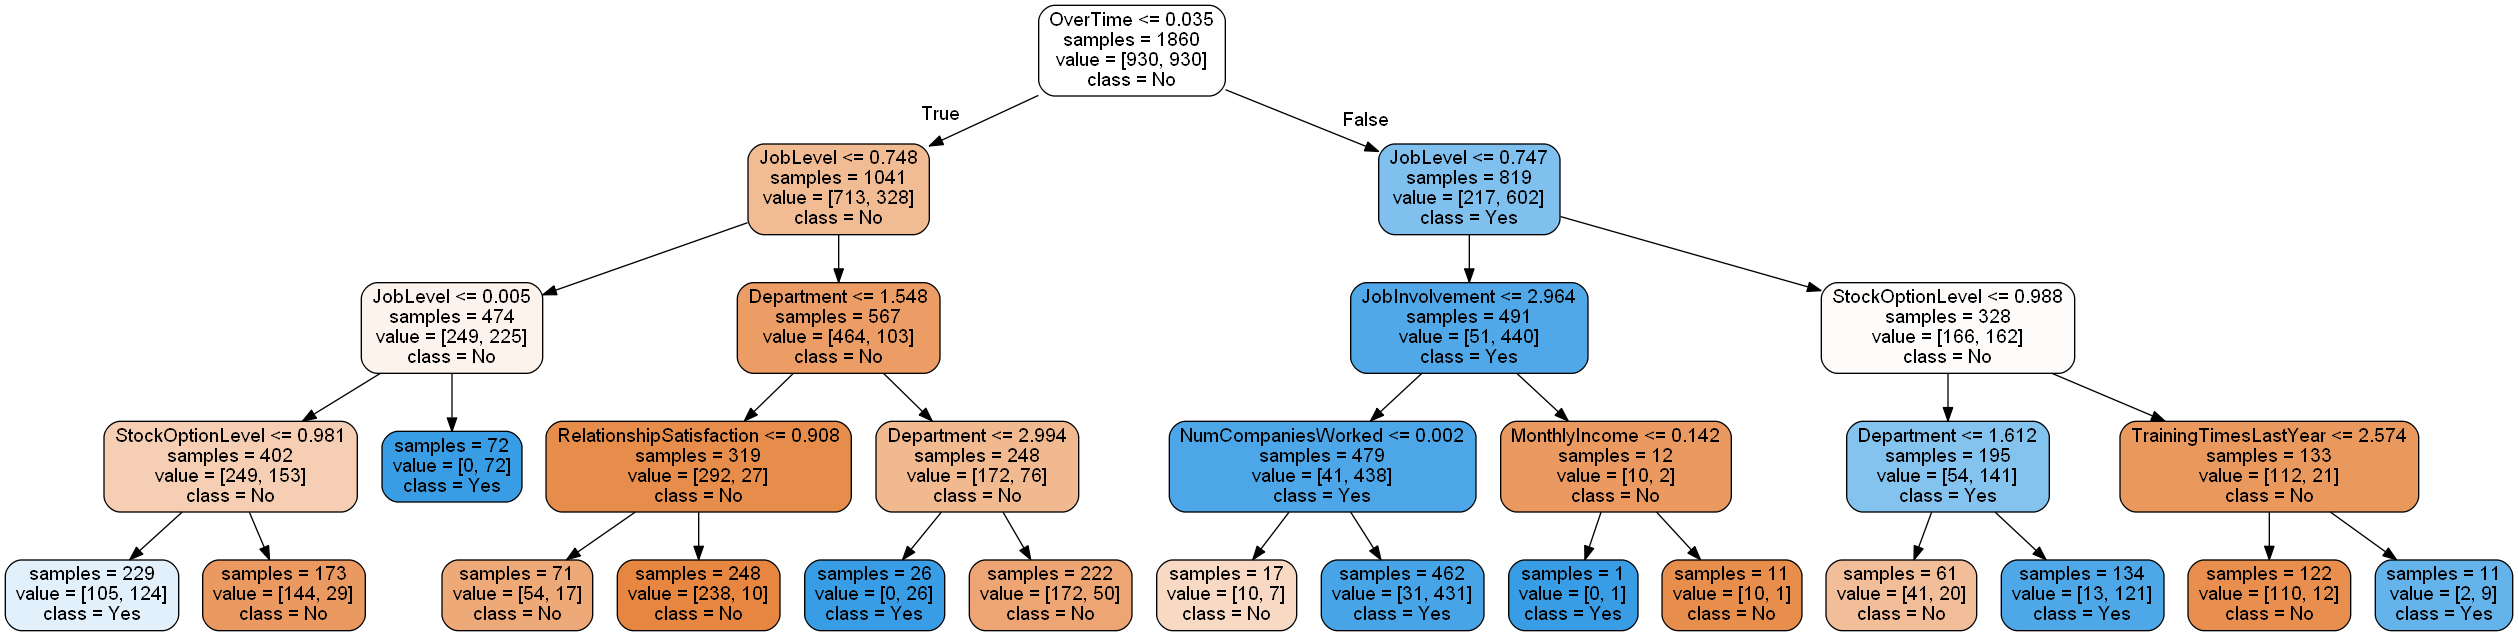 OverTime <= 0.035
samples = 1860
value = [930, 930]
class = No
True
False
JobLevel <= 0.748
samples = 1041
value = [713, 328]
class = No
JobLevel <= 0.747
samples = 819
value = [217, 602]
class = Yes
JobLevel <= 0.005
samples = 474
value = [249, 225]
class = No
Department <= 1.548
samples = 567
value = [464, 103]
class = No
JobInvolvement <= 2.964
samples = 491
value = [51, 440]
class = Yes
StockOptionLevel <= 0.988
samples = 328
value = [166, 162]
class = No
StockOptionLevel <= 0.981
samples = 402
value = [249, 153]
class = No
samples = 72
value = [0, 72]
class = Yes
RelationshipSatisfaction <= 0.908
samples = 319
value = [292, 27]
class = No
Department <= 2.994
samples = 248
value = [172, 76]
class = No
NumCompaniesWorked <= 0.002
samples = 479
value = [41, 438]
class = Yes
MonthlyIncome <= 0.142
samples = 12
value = [10, 2]
class = No
Department <= 1.612
samples = 195
value = [54, 141]
class = Yes
TrainingTimesLastYear <= 2.574
samples = 133
value = [112, 21]
class = No
samples = 229
value = [105, 124]
class = Yes
samples = 173
value = [144, 29]
class = No
samples = 71
value = [54, 17]
class = No
samples = 248
value = [238, 10]
class = No
samples = 26
value = [0, 26]
class = Yes
samples = 222
value = [172, 50]
class = No
samples = 17
value = [10, 7]
class = No
samples = 462
value = [31, 431]
class = Yes
samples = 1
value = [0, 1]
class = Yes
samples = 11
value = [10, 1]
class = No
samples = 61
value = [41, 20]
class = No
samples = 134
value = [13, 121]
class = Yes
samples = 122
value = [110, 12]
class = No
samples = 11
value = [2, 9]
class = Yes